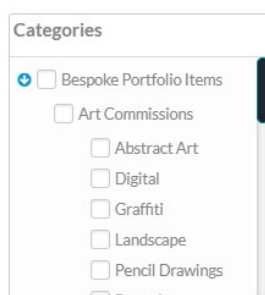 Categories
Bespoke Portfolio Items
Art Commissions
Abstract Art
Digital
Graffiti
Landscape
Pencil Drawings